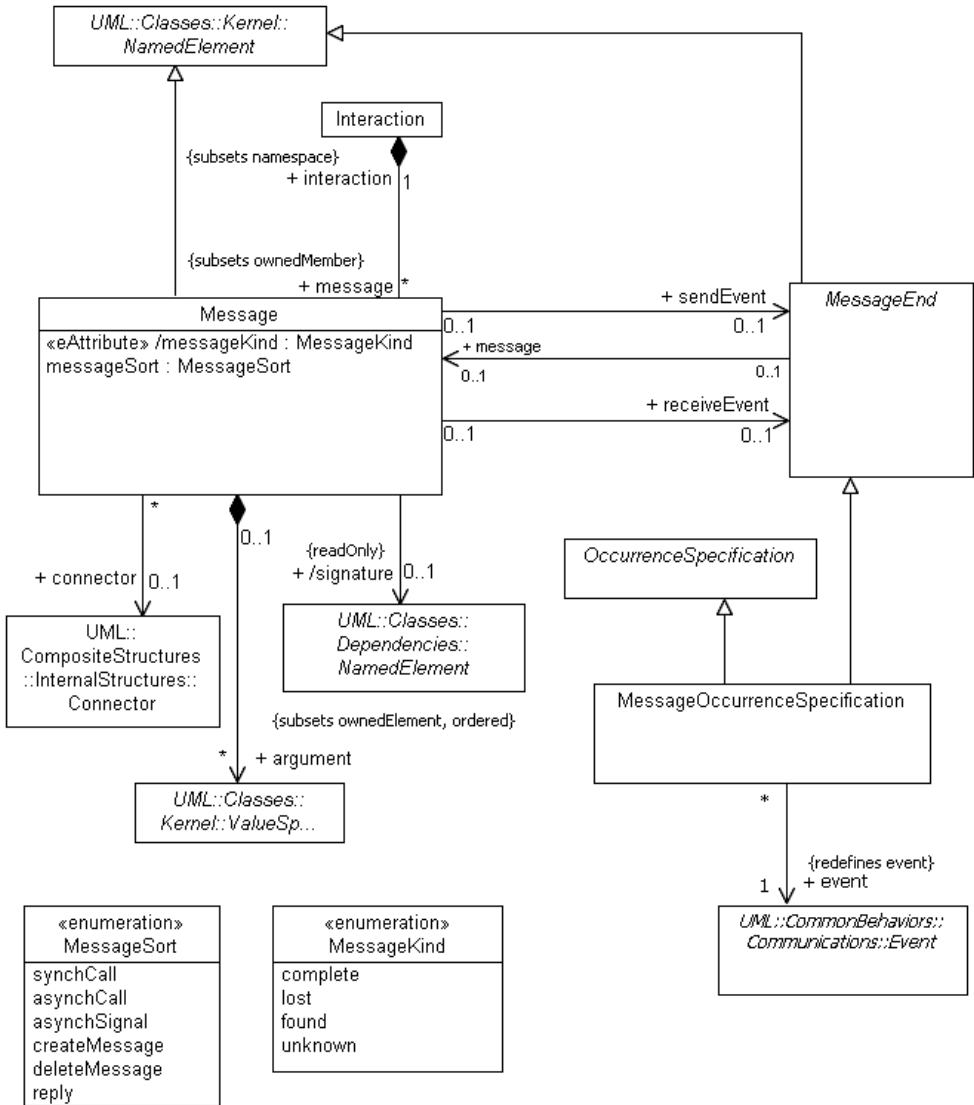 UML::Classes::Kernel::
NamedElement
Interaction
{subsets namespace}
+ interaction
1
{subsets ownedMember}
+ message
*
Message
«eAttribute» /messageKind : MessageKind
messageSort : MessageSort
+ sendEvent
0..1
0..1
+ message
0..1
0..1
+ receiveEvent
0..1
0..1
MessageEnd
*
+ connector
0..1
0..1
{readOnly}
+ /signature
0..1
OccurrenceSpecification
UML::
CompositeStructures
::InternalStructures::
Connector
UML::Classes::
Dependencies::
NamedElement
MessageOccurrenceSpecification
{subsets ownedElement, ordered}
*
+ argument
UML::Classes::
Kernel::ValueSp...
*
{redefines event}
1
+ event
UML::CommonBehaviors::
Communications::Event
«enumeration»
MessageSort
synchCall
asynchCall
asynchSignal
createMessage
deleteMessage
reply
«enumeration»
MessageKind
complete
lost
found
unknown